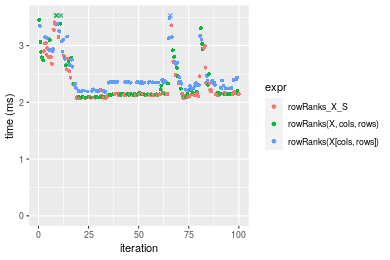 time (ms)
3
2
1
0
0
25
50
75
100
iteration
expr
rowRanks_X_S
rowRanks(X, cols, rows)
rowRanks(X[cols, rows])